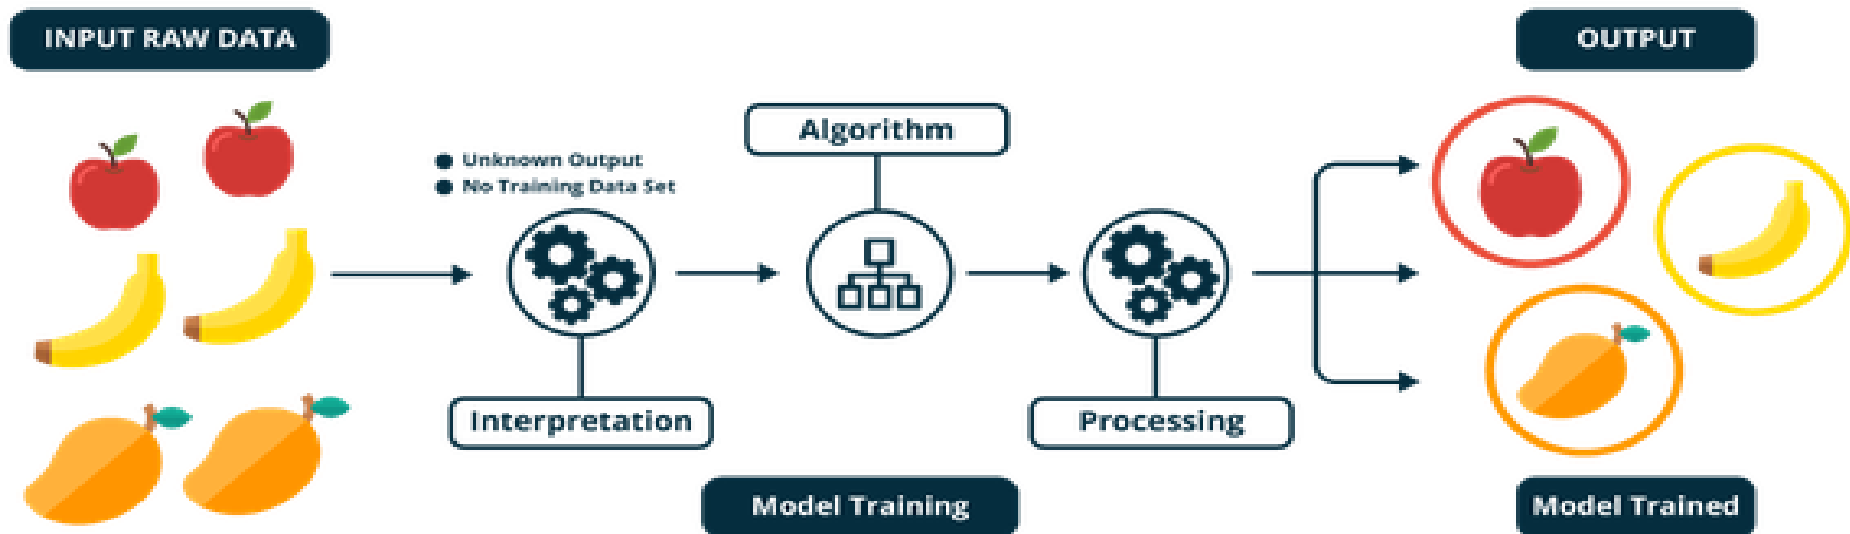 INPUT RAW DATA
OUTPUT
Algorithm
Unknown Output
No Training Data Set
Interpretation
Processing
Model Training
Model Trained